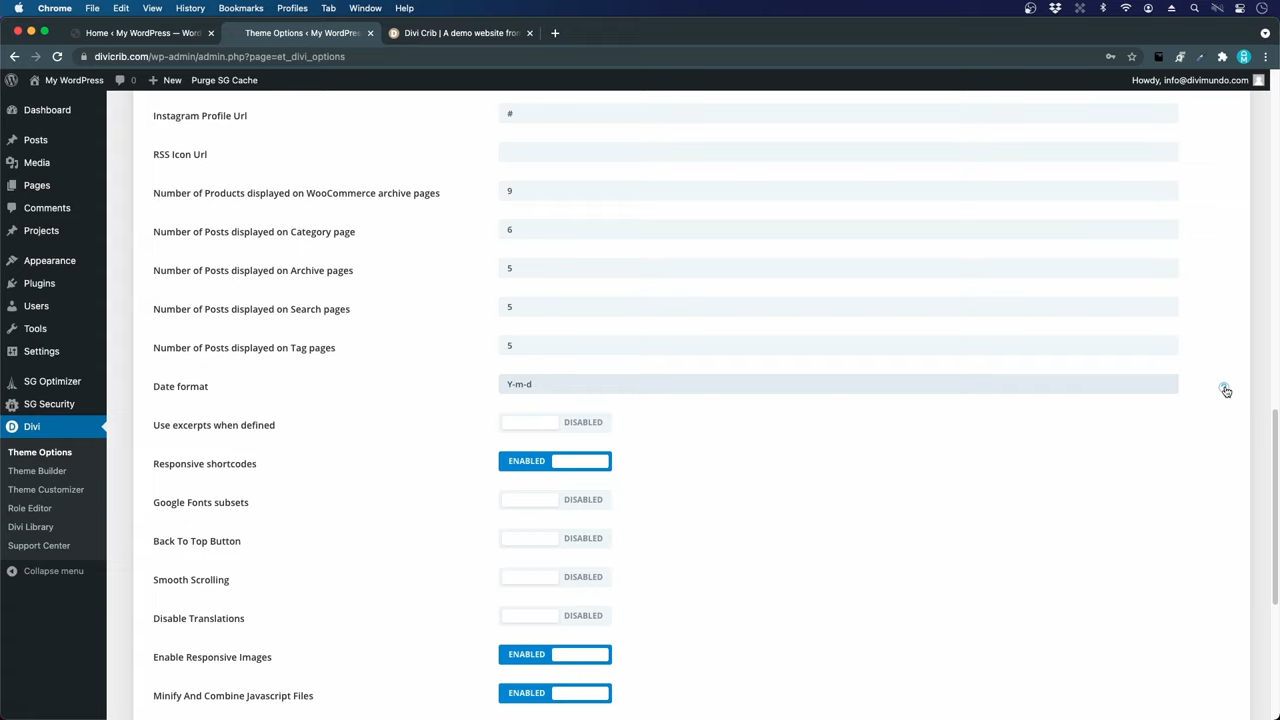 Chrome File Edit View History Bookmarks Profiles Tab Window Help
Home ‹ My WordPress — Word
Theme Options ‹ My WordPres
Divi Crib | A demo website from
divicrib.com/wp-admin/admin.php?page=et_divi_options
My WordPress 0 New Purge SG Cache Howdy, info@divimundo.com
Dashboard
Posts
Media
Pages
Comments
Projects
Appearance
Plugins
Users
Tools
Settings
SG Optimizer
SG Security
Divi
Theme Options
Theme Builder
Theme Customizer
Role Editor
Divi Library
Support Center
Collapse menu
Instagram Profile Url #
RSS Icon Url
Number of Products displayed on WooCommerce archive pages 9
Number of Posts displayed on Category page 6
Number of Posts displayed on Archive pages 5
Number of Posts displayed on Search pages 5
Number of Posts displayed on Tag pages 5
Date format Y-m-d
Use excerpts when defined DISABLED
Responsive shortcodes ENABLED
Google Fonts subsets DISABLED
Back To Top Button DISABLED
Smooth Scrolling DISABLED
Disable Translations DISABLED
Enable Responsive Images ENABLED
Minify And Combine Javascript Files ENABLED